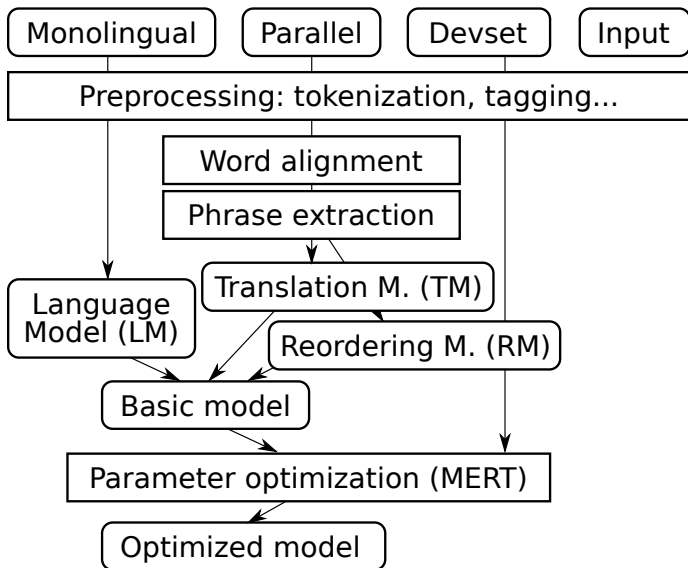 Monolingual
Parallel
Devset
Input
Preprocessing: tokenization, tagging...
Word alignment
Phrase extraction
Translation M. (TM)
Language
Model (LM)
Reordering M. (RM)
Basic model
Parameter optimization (MERT)
Optimized model